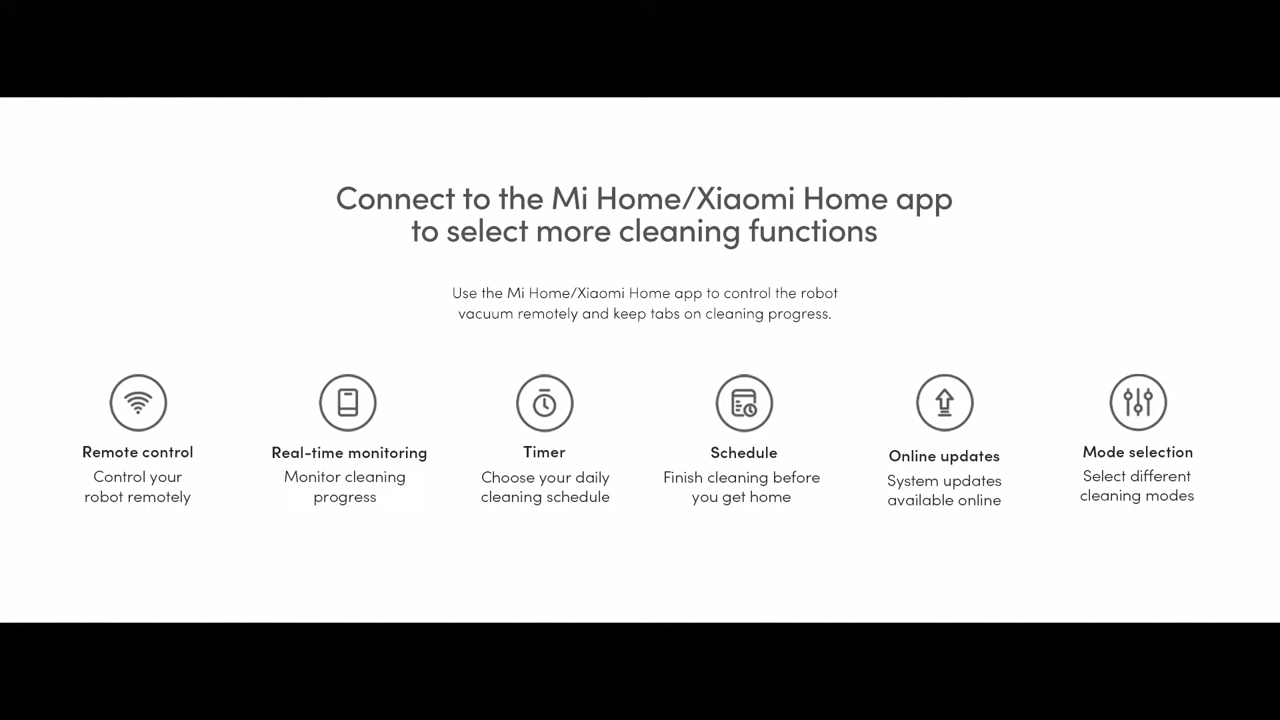 Connect to the Mi Home/Xiaomi Home app
to select more cleaning functions
Use the Mi Home/Xiaomi Home app to control the robot
vacuum remotely and keep tabs on cleaning progress.
Remote control
Control your
robot remotely
Real-time monitoring
Monitor cleaning
progress
Timer
Choose your daily
cleaning schedule
Schedule
Finish cleaning before
you get home
Online updates
System updates
available online
Mode selection
Select different
cleaning modes